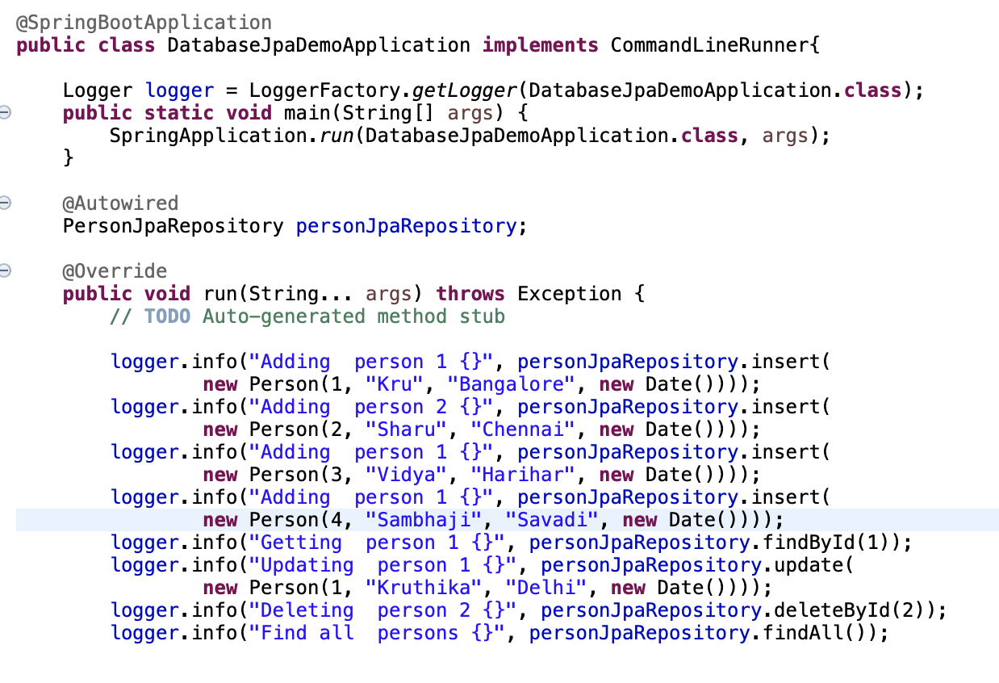 @SpringBootApplication
public class DatabaseJpaDemoApplication implements CommandLineRunner{
Logger logger = LoggerFactory.getLogger(DatabaseJpaDemoApplication.class);
public static void main(String[] args) {
SpringApplication.run(DatabaseJpaDemoApplication.class, args);
}
@Autowired
PersonJpaRepository personJpaRepository;
@Override
public void run(String... args) throws Exception {
// TODO Auto-generated method stub
logger.info("Adding  person 1 {}", personJpaRepository.insert(
new Person(1, "Kru", "Bangalore", new Date())));
logger.info("Adding  person 2 {}", personJpaRepository.insert(
new Person(2, "Sharu", "Chennai", new Date())));
logger.info("Adding  person 1 {}", personJpaRepository.insert(
new Person(3, "Vidya", "Harihar", new Date())));
logger.info("Adding  person 1 {}", personJpaRepository.insert(
new Person(4, "Sambhaji", "Savadi", new Date())));
logger.info("Getting  person 1 {}", personJpaRepository.findById(1));
logger.info("Updating  person 1 {}", personJpaRepository.update(
new Person(1, "Kruthika", "Delhi", new Date())));
logger.info("Deleting  person 2 {}", personJpaRepository.deleteById(2));
logger.info("Find all  persons {}", personJpaRepository.findAll());